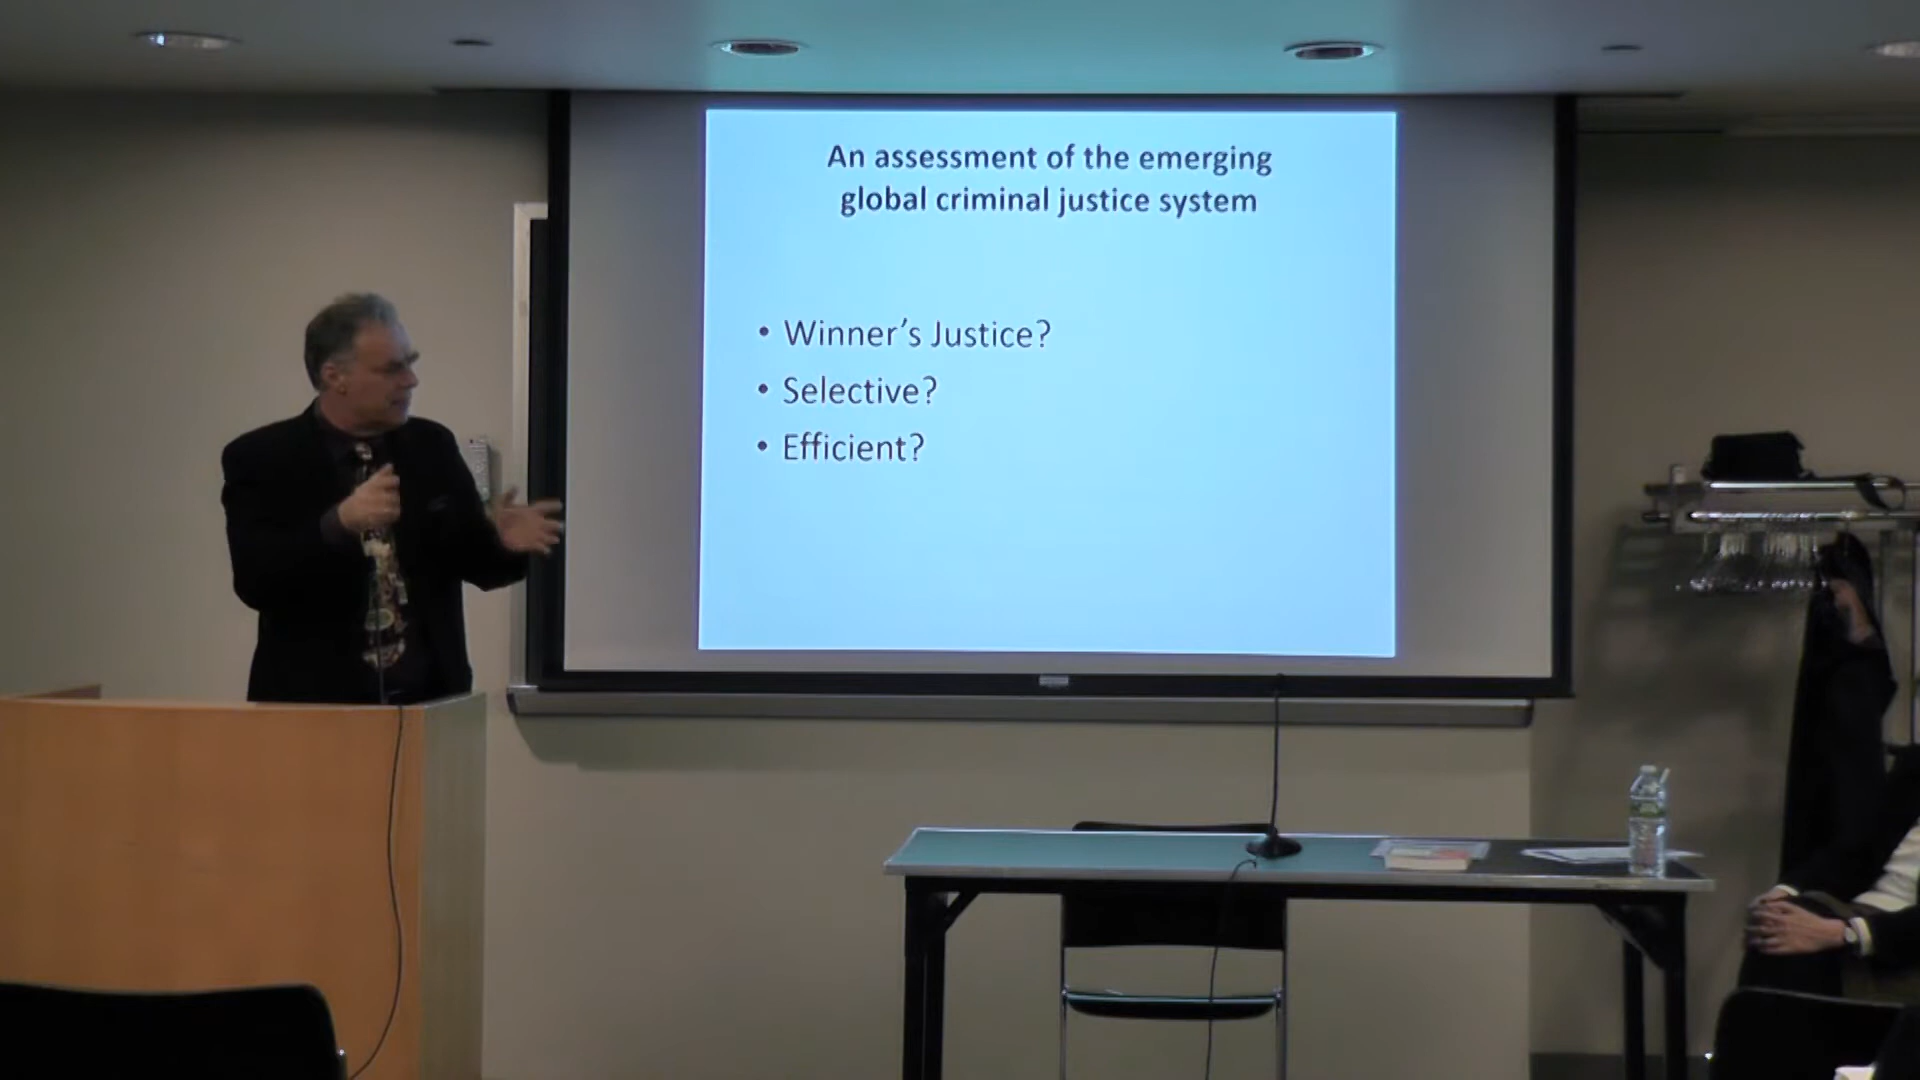 An assessment of the emerging
global criminal justice system
• Winner's Justice?
• Selective?
• Efficient?